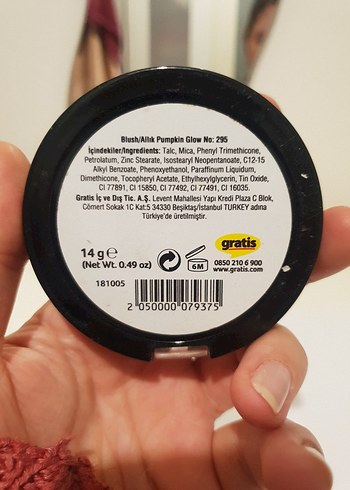 Blush/Allık Pumpkin Glow No: 295
İçindekiler/Ingredients: Talc, Mica, Phenyl Trimethicone,
Petrolatum, Zinc Stearate, Isostearyl Neopentanoate, C12-15
Alkyl Benzoate, Phenoxyethanol, Paraffinum Liquidum,
Dimethicone, Tocopheryl Acetate, Ethylhexylglycerin, Tin Oxide,
CI 77891, CI 15850, CI 77492, CI 77491, CI 16035.
Gratis İç ve Dış Tic. A.Ş. Levent Mahallesi Yapı Kredi Plaza C Blok,
Cömert Sokak 1C Kat:5 34330 Beşiktaş/İstanbul TURKEY adına
Türkiye'de üretilmiştir.
14 g℮
(Net Wt. 0.49 oz)
6M
gratis
0850 210 6 900
www.gratis.com
181005
2 050000 079375